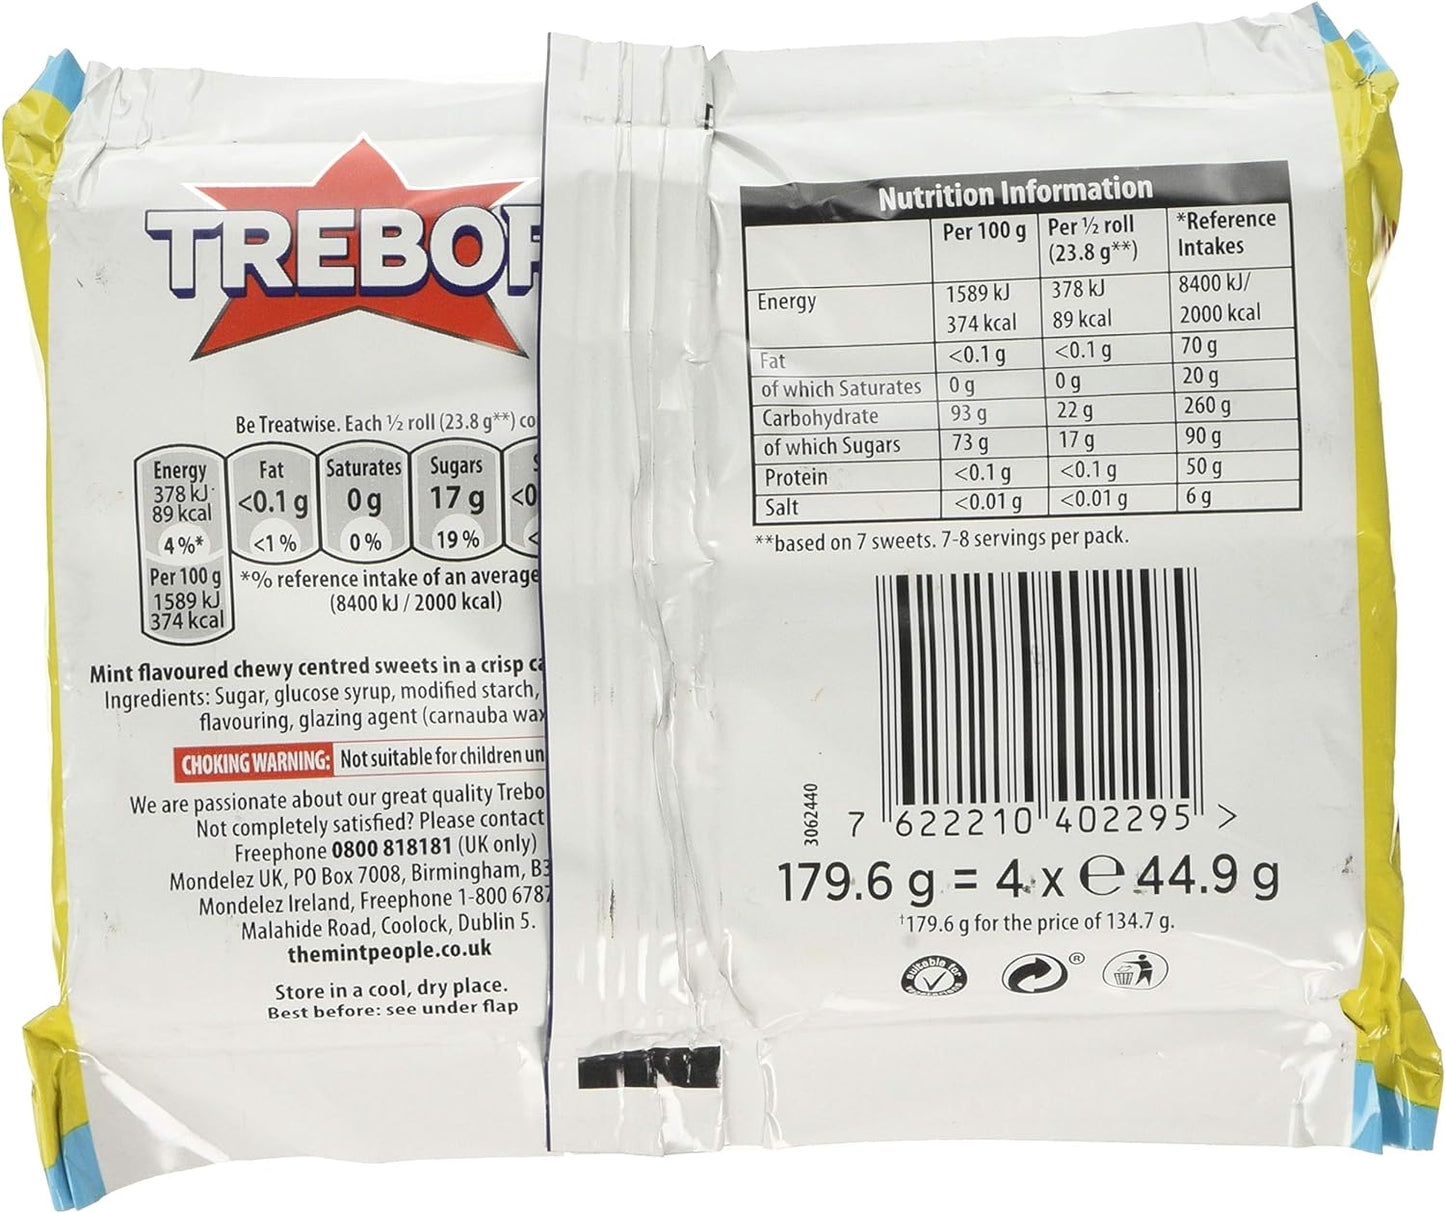 TREBOR
Be Treatwise. Each ½ roll (23.8 g**) co
Energy
378 kJ
89 kcal
4%*
Per 100 g
1589 kJ
374 kcal
Fat
<0.1 g
<1%
Saturates
0 g
0%
Sugars
17 g
19%
S
<0
<
*% reference intake of an average
(8400 kJ / 2000 kcal)
Mint flavoured chewy centred sweets in a crisp ca
Ingredients: Sugar, glucose syrup, modified starch,
flavouring, glazing agent (carnauba wax
CHOKING WARNING: Not suitable for children un
We are passionate about our great quality Trebo
Not completely satisfied? Please contact
Freephone 0800 818181 (UK only)
Mondelez UK, PO Box 7008, Birmingham, B3
Mondelez Ireland, Freephone 1-800 6787
Malahide Road, Coolock, Dublin 5.
themintpeople.co.uk
Store in a cool, dry place.
Best before: see under flap
Nutrition Information
Per 100 g Per ½ roll (23.8 g**) *Reference Intakes
Energy 1589 kJ 378 kJ 8400 kJ/
374 kcal 89 kcal 2000 kcal
Fat <0.1 g <0.1 g 70 g
of which Saturates 0 g 0 g 20 g
Carbohydrate 93 g 22 g 260 g
of which Sugars 73 g 17 g 90 g
Protein <0.1 g <0.1 g 50 g
Salt <0.01 g <0.01 g 6 g
**based on 7 sweets. 7-8 servings per pack.
3062440
7 622210 402295 >
179.6 g = 4 x ℮ 44.9 g
†179.6 g for the price of 134.7 g.
suitable for
®